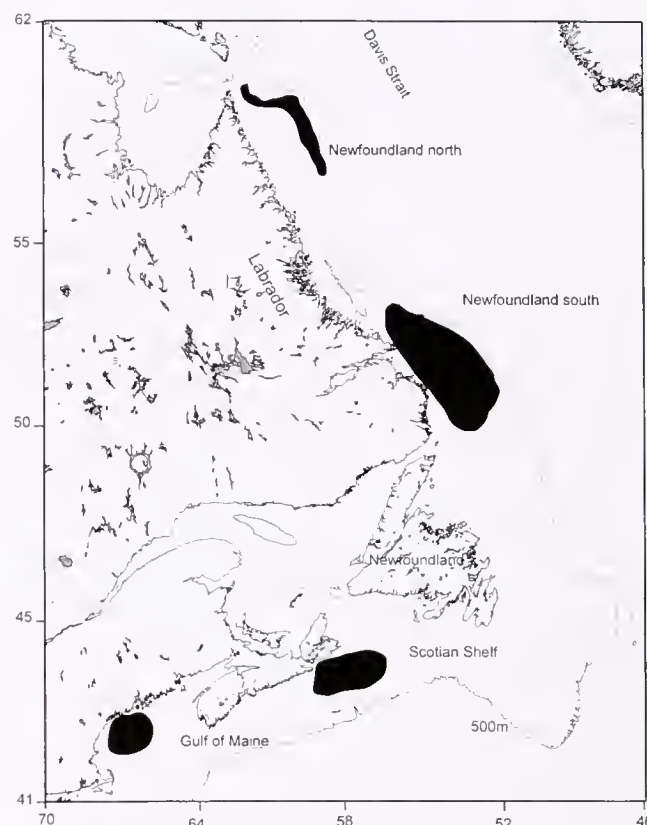 62
Davis Strait
Newfoundland north
55
Labrador
Newfoundland south
50
Newfoundland
45
Scotian Shelf
500m
Gulf of Maine
41
70
64
58
52
46